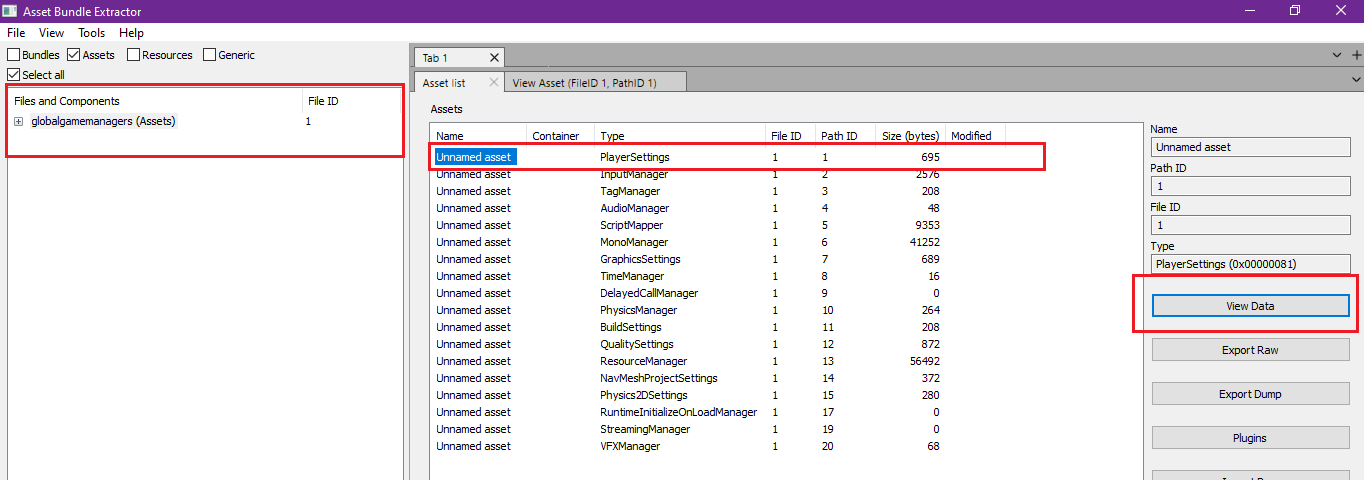 Asset Bundle Extractor
File View Tools Help
Bundles Assets Resources Generic
Select all
Files and Components File ID
globalgamemanagers (Assets) 1
Tab 1
Asset list View Asset (FileID 1, PathID 1)
Assets
Name Container Type File ID Path ID Size (bytes) Modified
Unnamed asset PlayerSettings 1 1 695
Unnamed asset InputManager 1 2 2576
Unnamed asset TagManager 1 3 208
Unnamed asset AudioManager 1 4 48
Unnamed asset ScriptMapper 1 5 9353
Unnamed asset MonoManager 1 6 41252
Unnamed asset GraphicsSettings 1 7 689
Unnamed asset TimeManager 1 8 16
Unnamed asset DelayedCallManager 1 9 0
Unnamed asset PhysicsManager 1 10 264
Unnamed asset BuildSettings 1 11 208
Unnamed asset QualitySettings 1 12 872
Unnamed asset ResourceManager 1 13 56492
Unnamed asset NavMeshProjectSettings 1 14 372
Unnamed asset Physics2DSettings 1 15 280
Unnamed asset RuntimeInitializeOnLoadManager 1 17 0
Unnamed asset StreamingManager 1 19 0
Unnamed asset VFXManager 1 20 68
Name
Unnamed asset
Path ID
1
File ID
1
Type
PlayerSettings (0x00000081)
View Data
Export Raw
Export Dump
Plugins